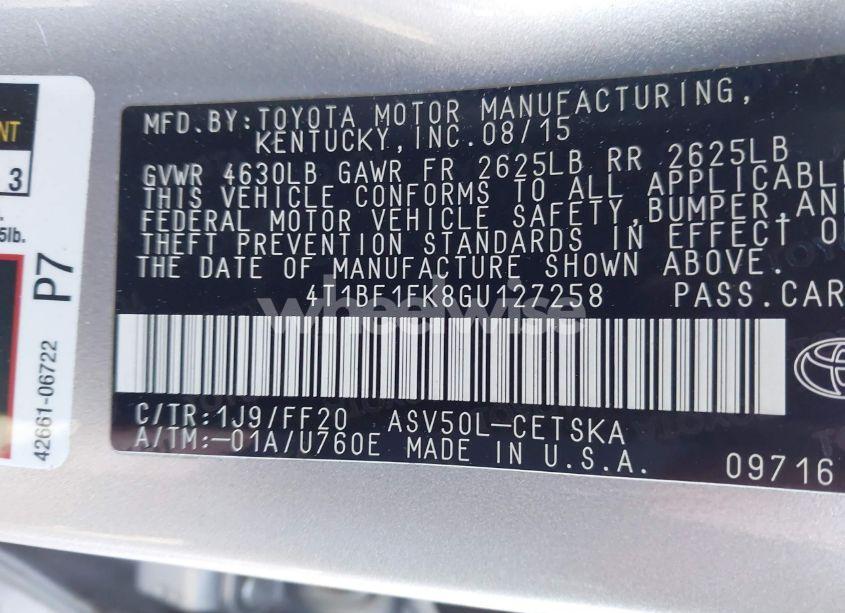 MFD. BY: TOYOTA MOTOR MANUFACTURING,
KENTUCKY, INC. 08/15
GVWR 4630LB GAWR FR 2625LB RR 2625LB
THIS VEHICLE CONFORMS TO ALL APPLICABL
FEDERAL MOTOR VEHICLE SAFETY, BUMPER, AN
THEFT PREVENTION STANDARDS IN EFFECT O
THE DATE OF MANUFACTURE SHOWN ABOVE.
4T1BF1FK8GU127258 PASS. CAR
C/TR: 1J9/FF20 ASV50L-CETSKA
A/TM: -01A/U760E MADE IN U.S.A.
09716
wheelwise
NT
3
5lb.
P7
42661-06722